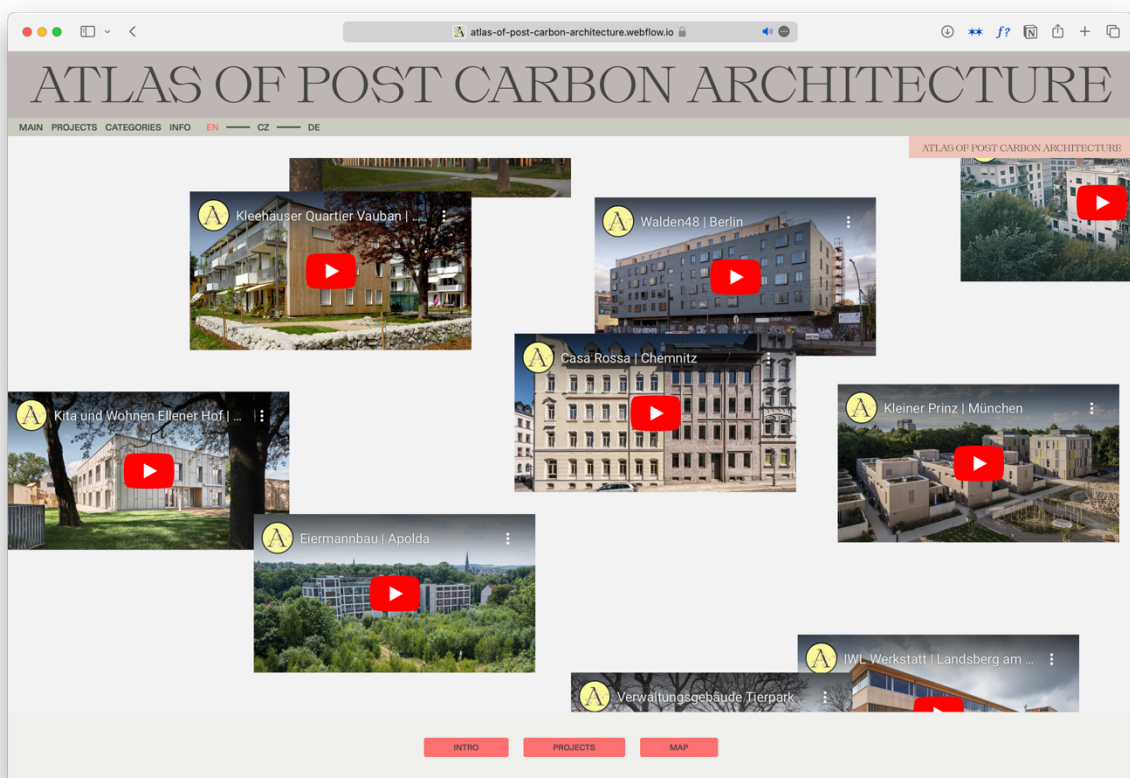 atlas-of-post-carbon-architecture.webflow.io
ATLAS OF POST CARBON ARCHITECTURE
MAIN PROJECTS CATEGORIES INFO EN CZ DE
ATLAS OF POST CARBON ARCHITECTURE
Kleehäuser Quartier Vauban | ...
Walden48 | Berlin
Casa Rossa | Chemnitz
Kita und Wohnen Ellener Hof | ...
Kleiner Prinz | München
Eiermannbau | Apolda
IWL Werkstatt | Landsberg am ...
Verwaltungsgebäude Tierpark ...
INTRO PROJECTS MAP